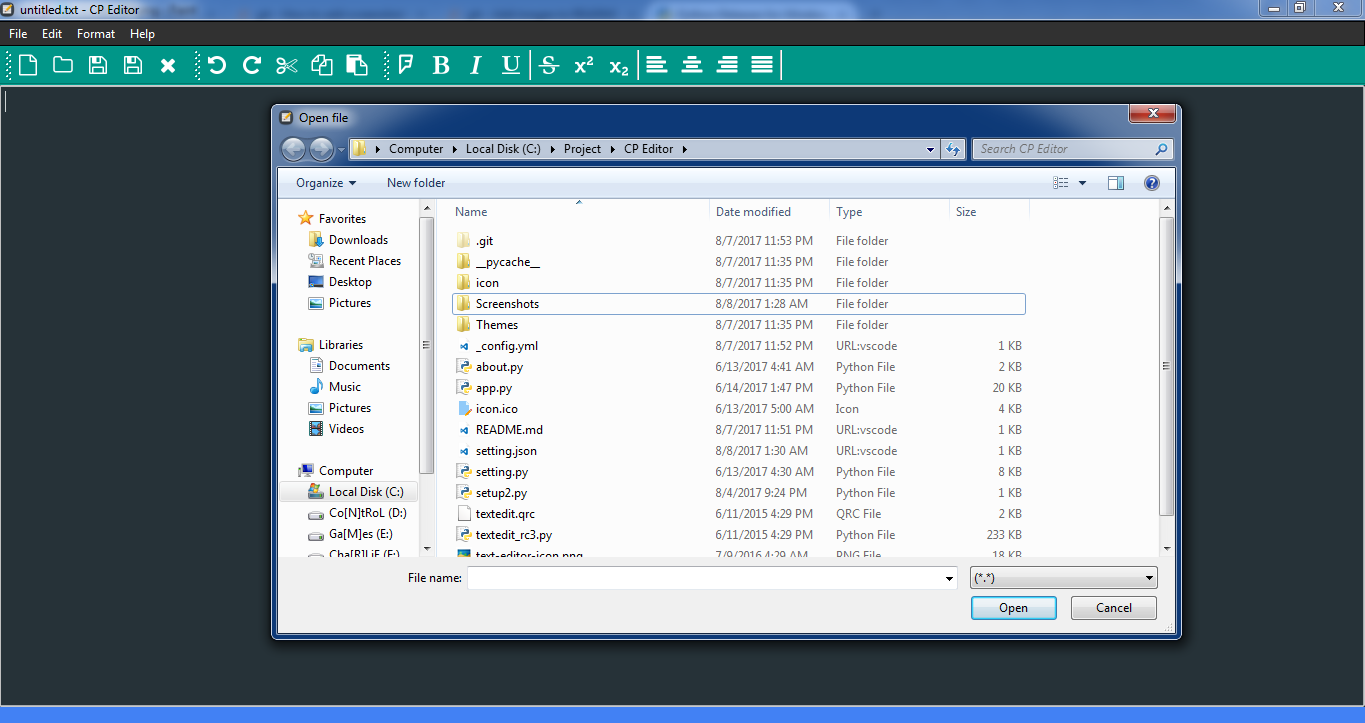 untitled.txt - CP Editor
File Edit Format Help
B I U S x² x₂
Open file
Computer Local Disk (C:) Project CP Editor Search CP Editor
Organize New folder
Name Date modified Type Size
Favorites
Downloads
Recent Places
Desktop
Pictures
Libraries
Documents
Music
Pictures
Videos
Computer
Local Disk (C:)
Co[N]tRoL (D:)
Ga[M]es (E:)
Cha[R]LiE (F:)
.git 8/7/2017 11:53 PM File folder
__pycache__ 8/7/2017 11:35 PM File folder
icon 8/7/2017 11:35 PM File folder
Screenshots 8/8/2017 1:28 AM File folder
Themes 8/7/2017 11:35 PM File folder
_config.yml 8/7/2017 11:52 PM URL:vscode 1 KB
about.py 6/13/2017 4:41 AM Python File 2 KB
app.py 6/14/2017 1:47 PM Python File 20 KB
icon.ico 6/13/2017 5:00 AM Icon 4 KB
README.md 8/7/2017 11:51 PM URL:vscode 1 KB
setting.json 8/8/2017 1:30 AM URL:vscode 1 KB
setting.py 6/13/2017 4:30 AM Python File 8 KB
setup2.py 8/4/2017 9:24 PM Python File 1 KB
textedit.qrc 6/11/2015 4:29 PM QRC File 2 KB
textedit_rc3.py 6/11/2015 4:29 PM Python File 233 KB
text-editor-icon.png 7/9/2016 4:29 AM PNG File 18 KB
File name: (*.*)
Open Cancel